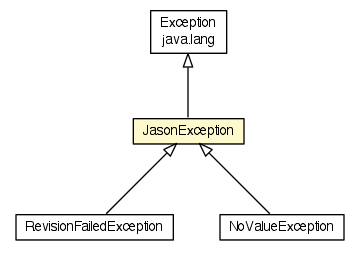 Exception
java.lang
JasonException
RevisionFailedException
NoValueException